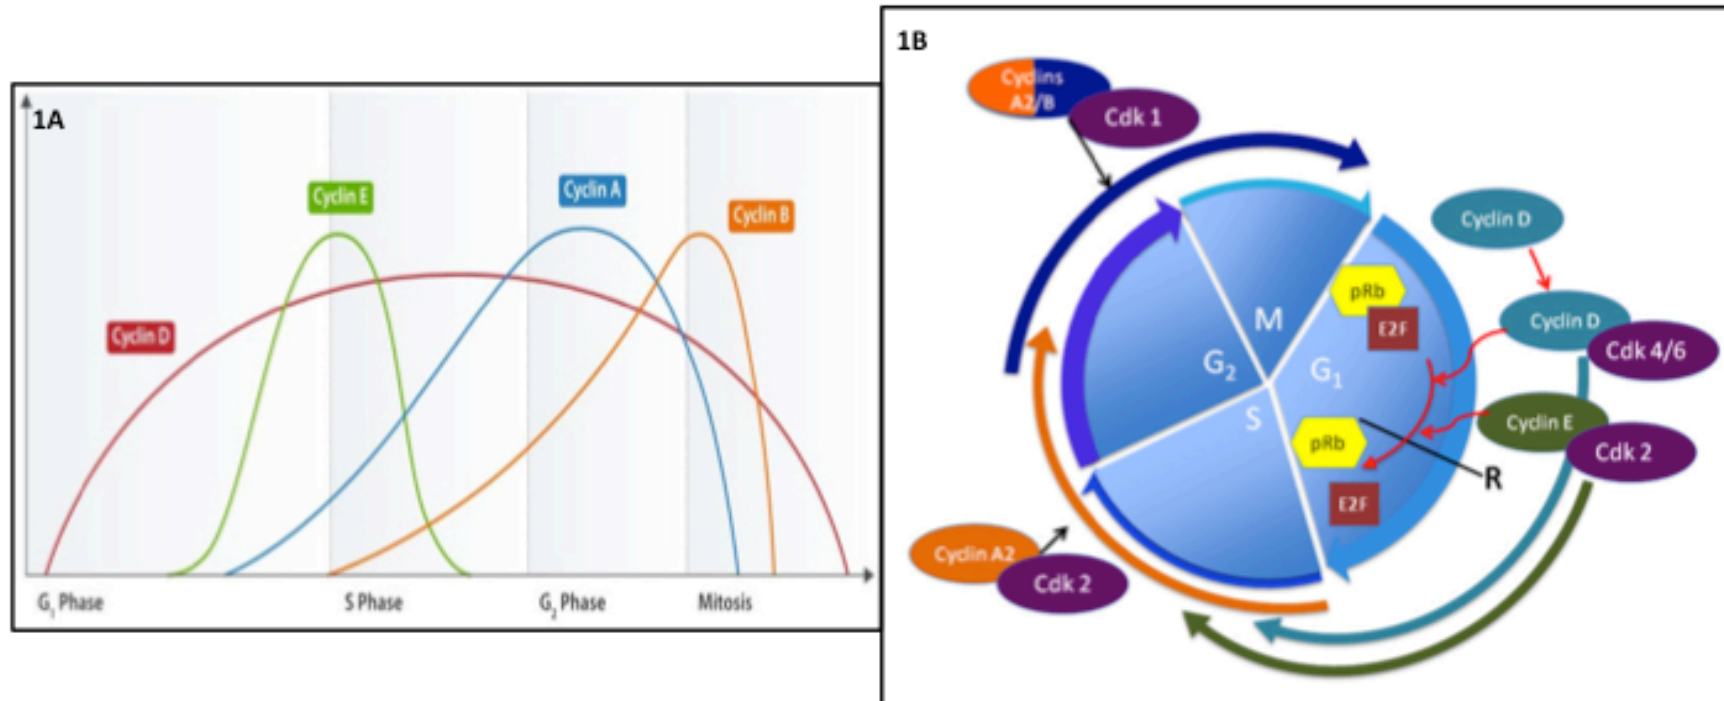 1A
Cyclin E
Cyclin A
Cyclin B
Cyclin D
G₁ Phase
S Phase
G₂ Phase
Mitosis
1B
Cyclins
A2/B
Cdk 1
Cyclin D
pRb
E2F
Cyclin D
Cdk 4/6
M
G₂
G₁
S
Cyclin E
Cdk 2
pRb
R
E2F
Cyclin A2
Cdk 2